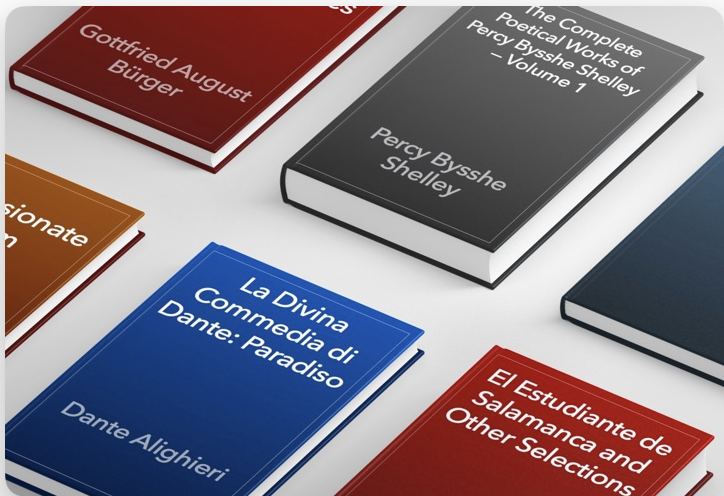 Gottfried August
Bürger
The Complete
Poetical Works of
Percy Bysshe Shelley
– Volume 1
Percy Bysshe
Shelley
La Divina
Commedia di
Dante: Paradiso
Dante Alighieri
El Estudiante de
Salamanca and
Other Selections